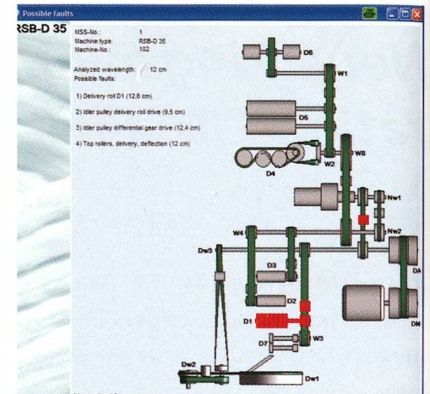 Possible faults
RSB-D 35
MSS-No.: 1
Machine type: RSB-D 35
Machine-No.: 102
Analyzed wavelength: 12 cm
Possible faults:
1) Delivery roll D1 (12,6 cm)
2) Idler pulley delivery roll drive (9,5 cm)
3) Idler pulley differential gear drive (12,4 cm)
4) Top rollers, delivery, deflection (12 cm)
D6
W1
D5
D4
W2
W6
Nw1
W4
Nw2
Dw3
D3
DA
D2
D1
DM
D7
W3
Dw2
Dw1